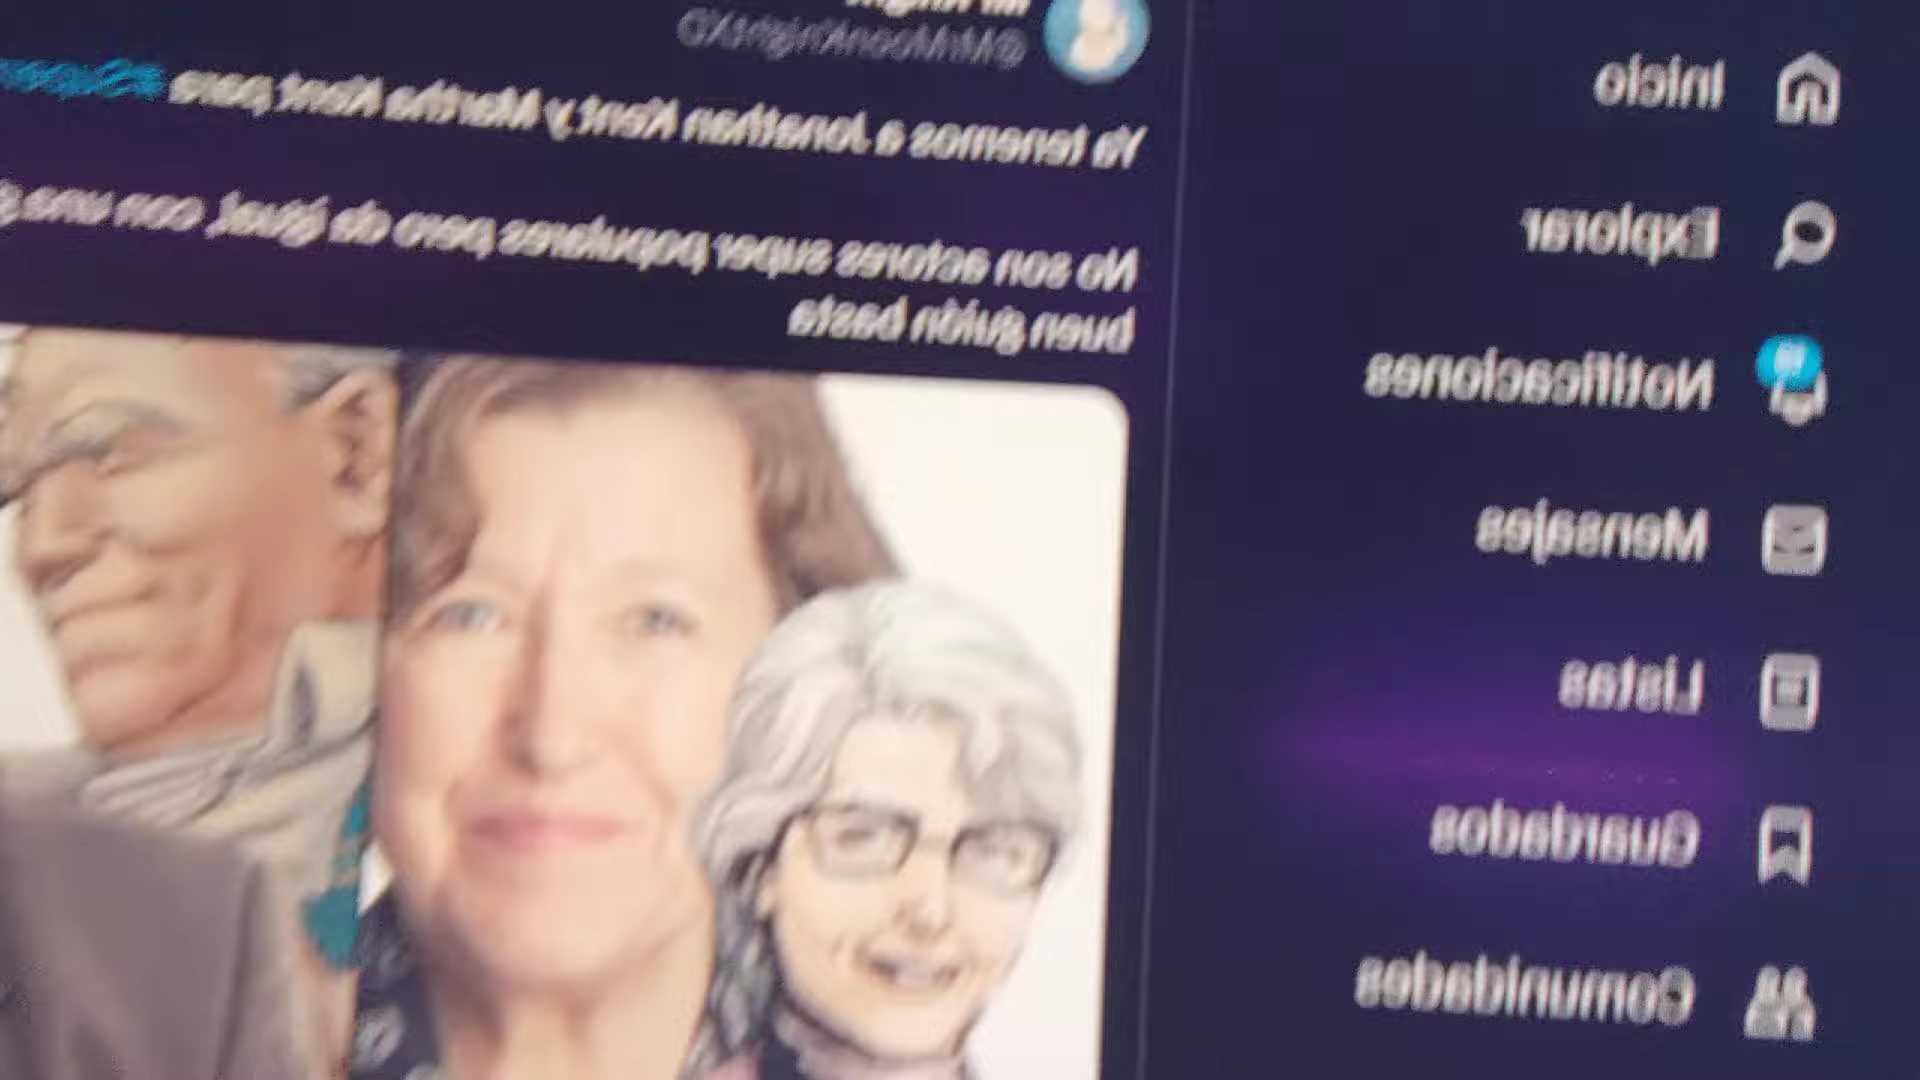 @MrMoonKnightXD
Ya tenemos a Jonathan Kent y Martha Kent para
No son actores super populares pero da igual, con una
buen guión basta
Inicio
Explorar
Notificaciones
Mensajes
Listas
Guardados
Comunidades